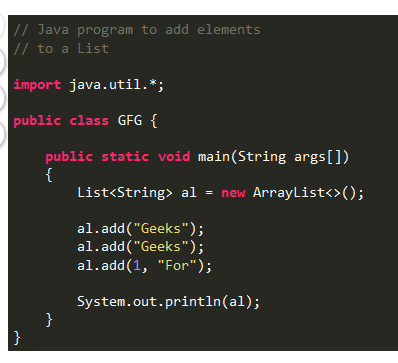 // Java program to add elements
// to a List
import java.util.*;
public class GFG {
public static void main(String args[])
{
List<String> al = new ArrayList<>();
al.add("Geeks");
al.add("Geeks");
al.add(1, "For");
System.out.println(al);
}
}